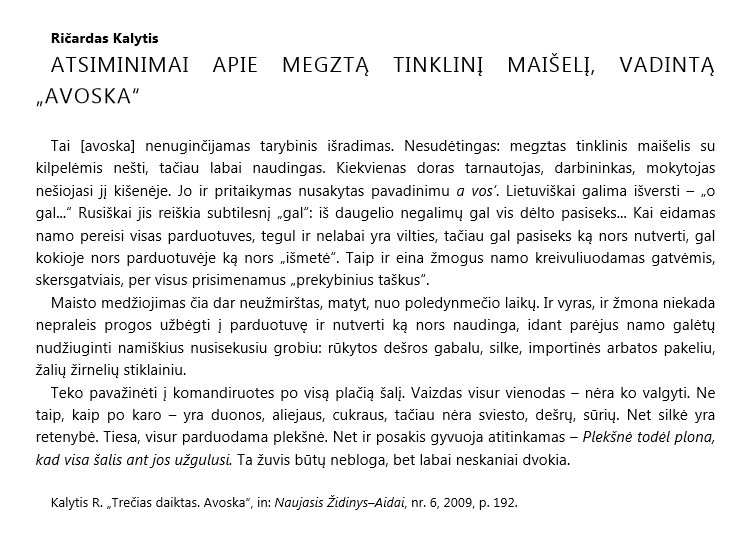 Ričardas Kalytis
ATSIMINIMAI APIE MEGZTĄ TINKLINĮ MAIŠELĮ, VADINTĄ
„AVOSKA“
Tai [avoska] nenuginčijamas tarybinis išradimas. Nesudėtingas: megztas tinklinis maišelis su
kilpelėmis nešti, tačiau labai naudingas. Kiekvienas doras tarnautojas, darbininkas, mokytojas
nešiojasi jį kišenėje. Jo ir pritaikymas nusakytas pavadinimu a vos’. Lietuviškai galima išversti – „o
gal...“ Rusiškai jis reiškia subtilesnį „gal“: iš daugelio negalimų gal vis dėlto pasiseks... Kai eidamas
namo pereisi visas parduotuves, tegul ir nelabai yra vilties, tačiau gal pasiseks ką nors nutverti, gal
kokioje nors parduotuvėje ką nors „išmetė“. Taip ir eina žmogus namo kreivuliuodamas gatvėmis,
skersgatviais, per visus prisimenamus „prekybinius taškus“.
Maisto medžiojimas čia dar neužmirštas, matyt, nuo poledynmečio laikų. Ir vyras, ir žmona niekada
nepraleis progos užbėgti į parduotuvę ir nutverti ką nors naudinga, idant parėjus namo galėtų
nudžiuginti namiškius nusisekusiu grobiu: rūkytos dešros gabalu, silke, importinės arbatos pakeliu,
žalių žirnelių stiklainiu.
Teko pavažinėti į komandiruotes po visą plačią šalį. Vaizdas visur vienodas – nėra ko valgyti. Ne
taip, kaip po karo – yra duonos, aliejaus, cukraus, tačiau nėra sviesto, dešrų, sūrių. Net silkė yra
retenybė. Tiesa, visur parduodama plekšnė. Net ir posakis gyvuoja atitinkamas – Plekšnė todėl plona,
kad visa šalis ant jos užgulusi. Ta žuvis būtų nebloga, bet labai neskaniai dvokia.
Kalytis R. „Trečias daiktas. Avoska“, in: Naujasis Židinys–Aidai, nr. 6, 2009, p. 192.